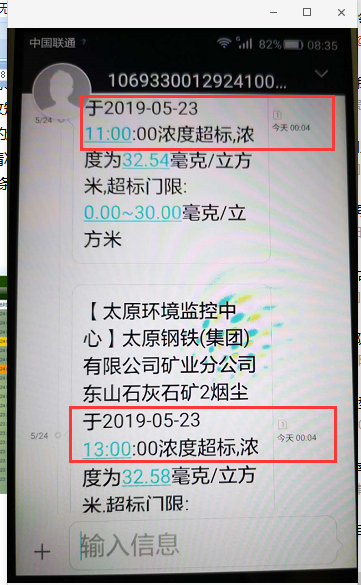 中国联通
82% 08:35
1069330012924100...
于2019-05-23
11:00:00浓度超标,浓
度为32.54毫克/立方
米,超标门限:
0.00~30.00毫克/立
方米
5/24
1
今天 00:04
【太原环境监控中
心】太原钢铁(集团)
有限公司矿业分公司
东山石灰石矿2烟尘
于2019-05-23
13:00:00浓度超标,浓
度为32.58毫克/立方
米,超标门限:
5/24
1
今天 00:04
输入信息